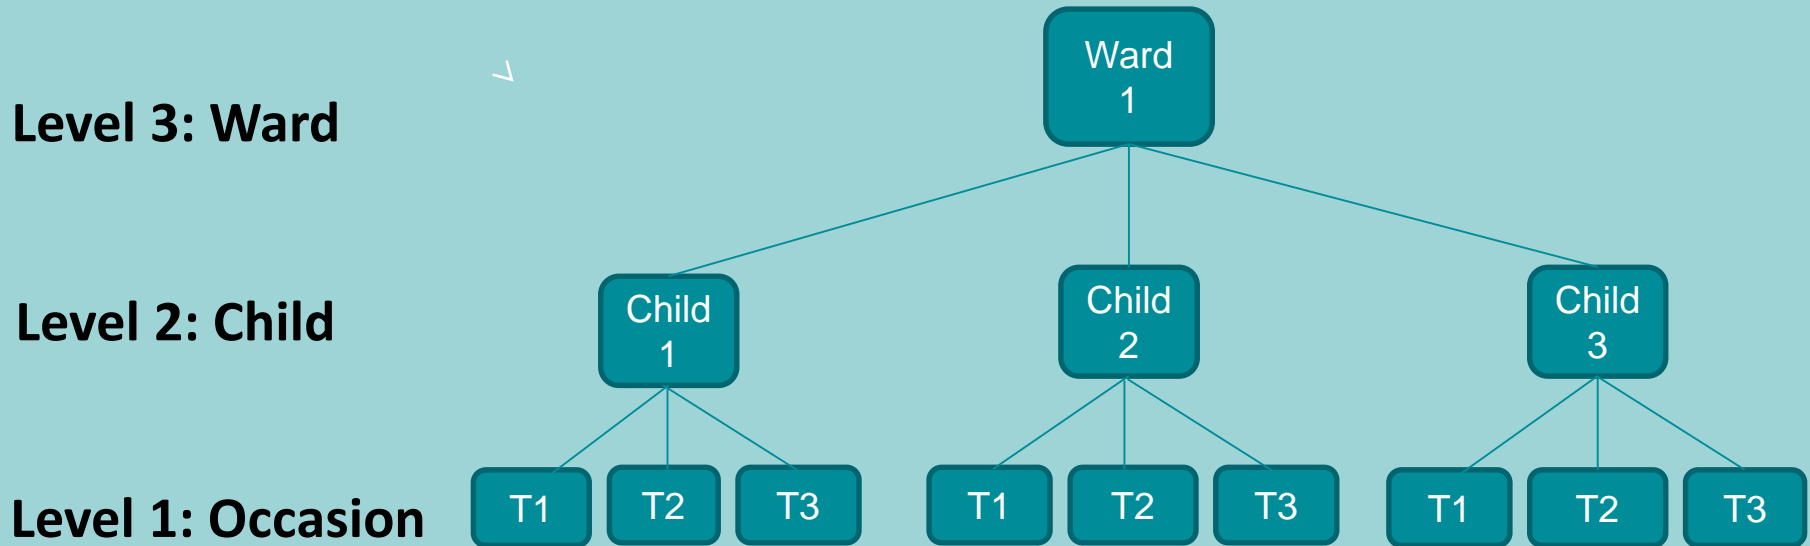 Ward
1
Level 3: Ward
Child
1
Child
2
Child
3
Level 2: Child
T1
T2
T3
T1
T2
T3
T1
T2
T3
Level 1: Occasion